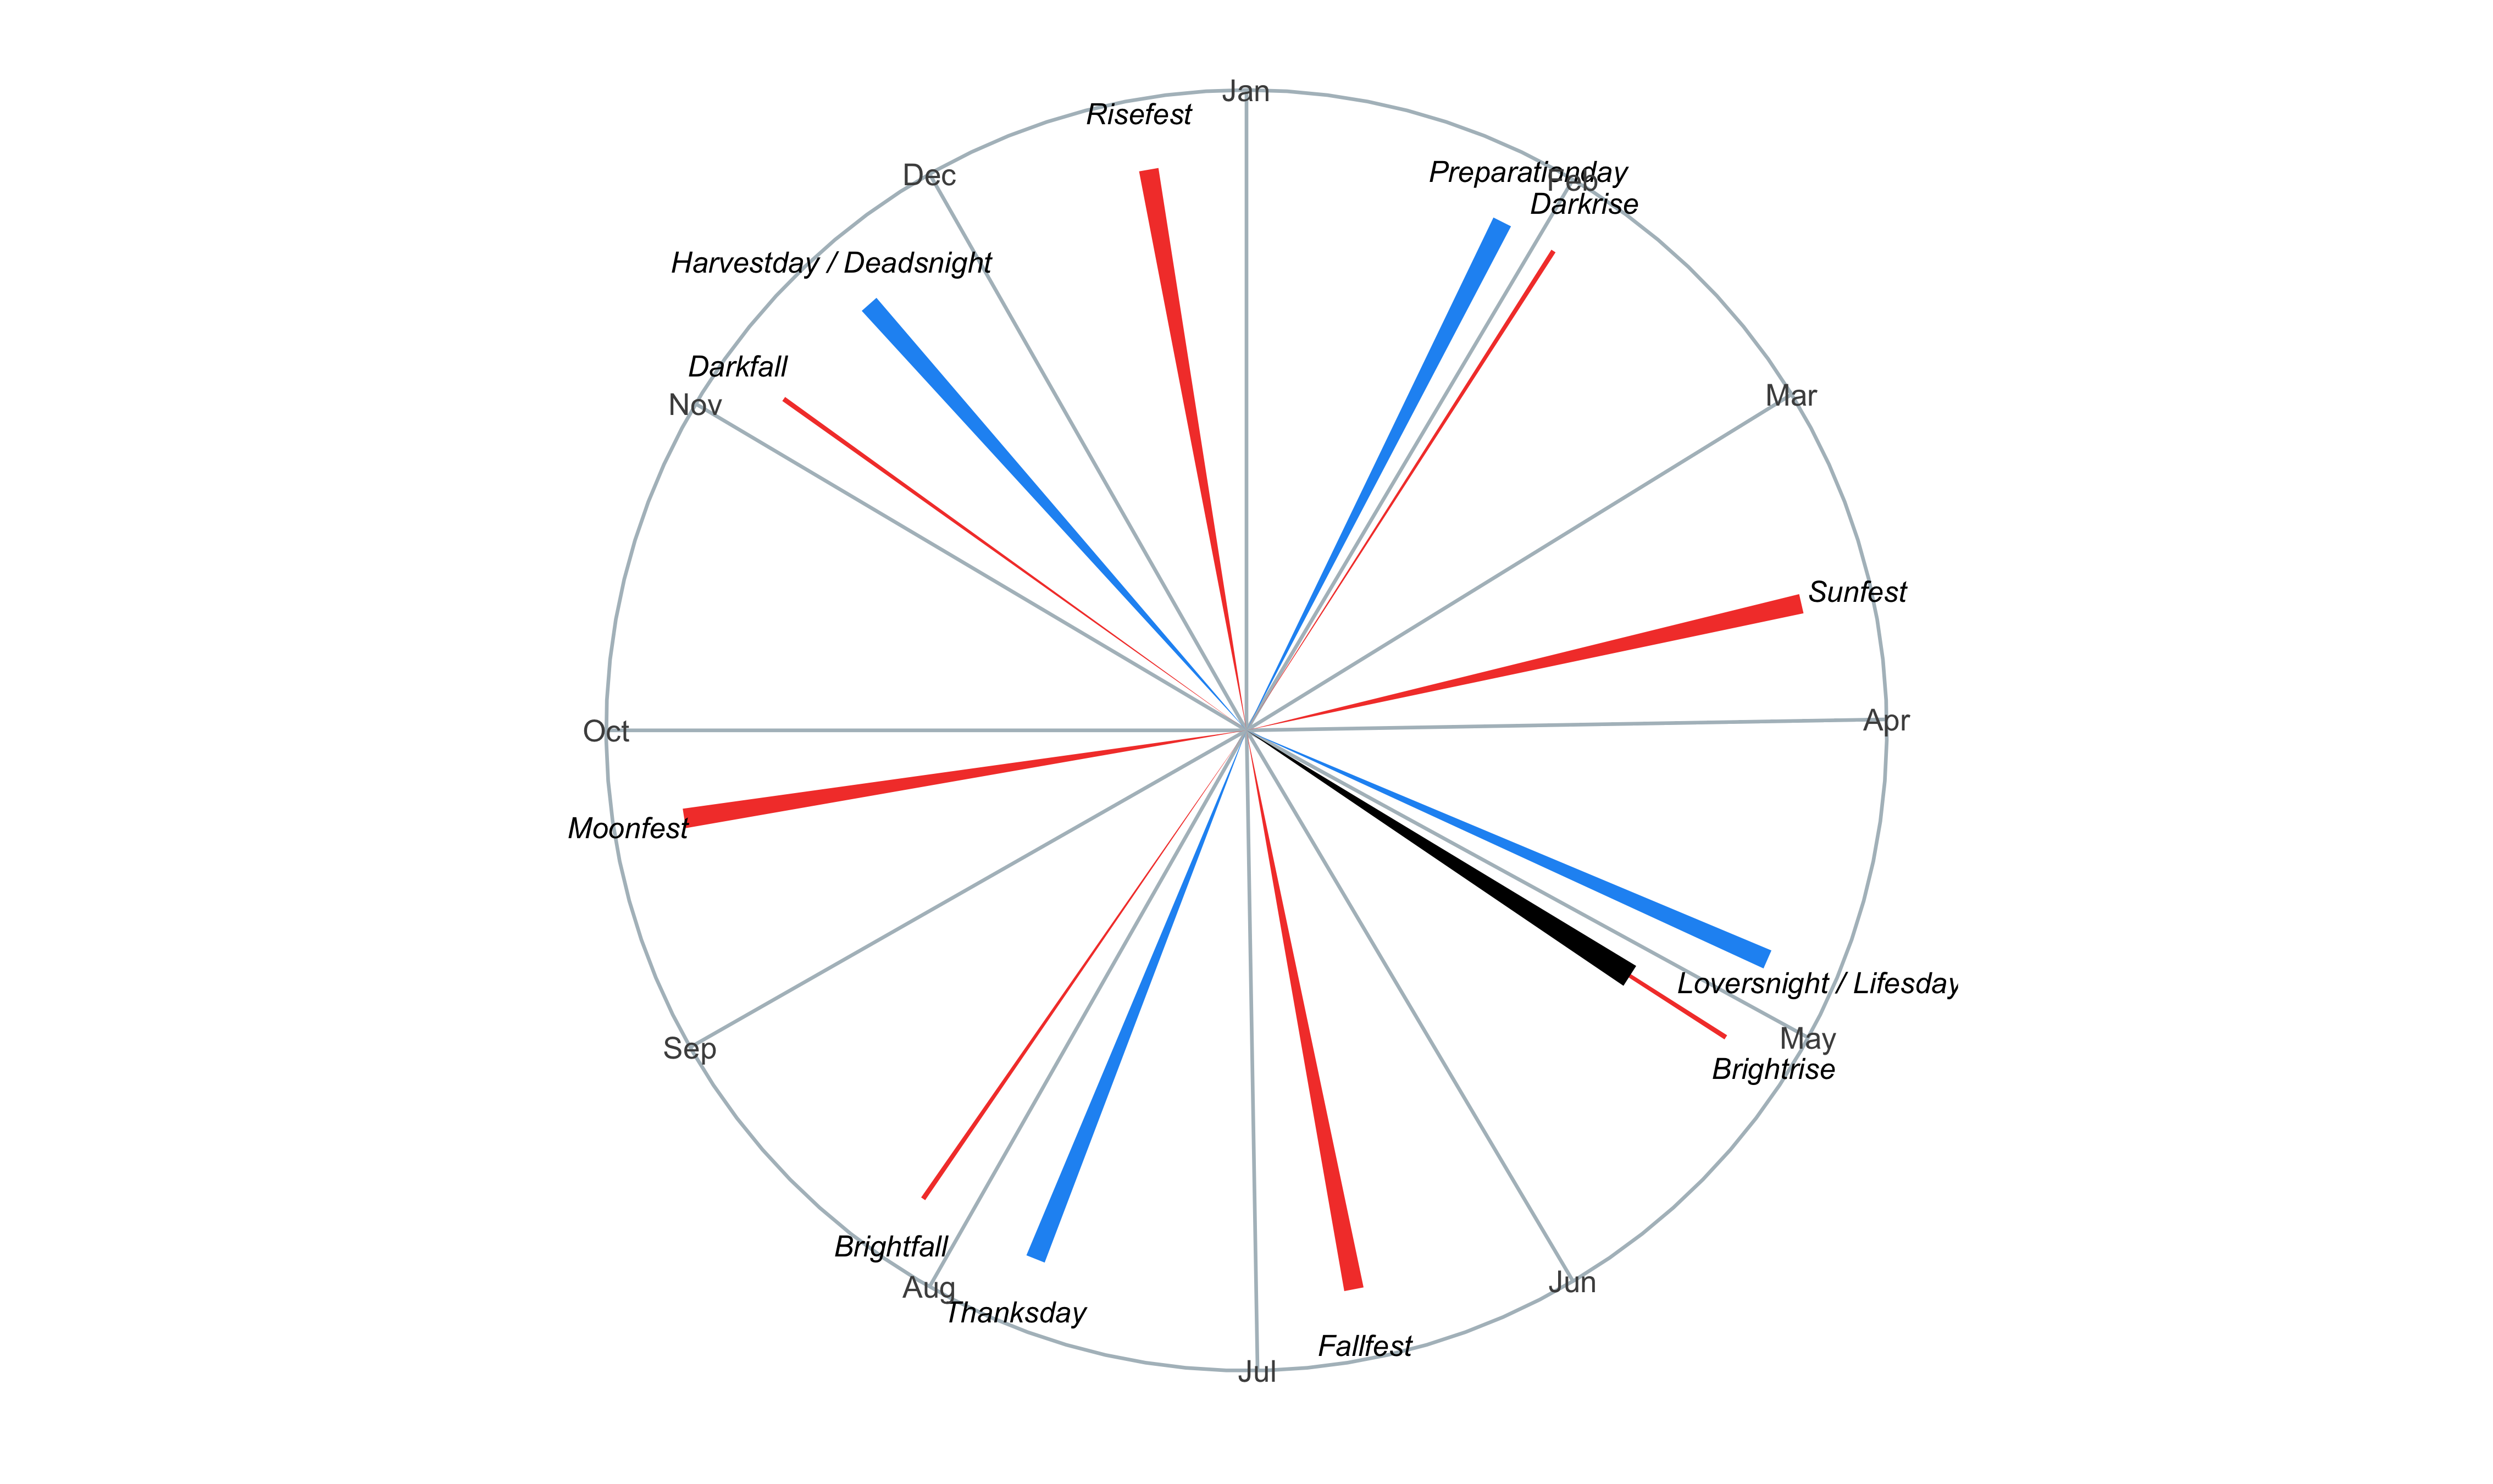 Jan
Risefest
Preparationday
Dec
Feb
Darkrise
Harvestday / Deadsnight
Darkfall
Mar
Nov
Sunfest
Apr
Oct
Moonfest
Loversnight / Lifesday
May
Sep
Brightrise
Brightfall
Jun
Aug
Thanksday
Fallfest
Jul